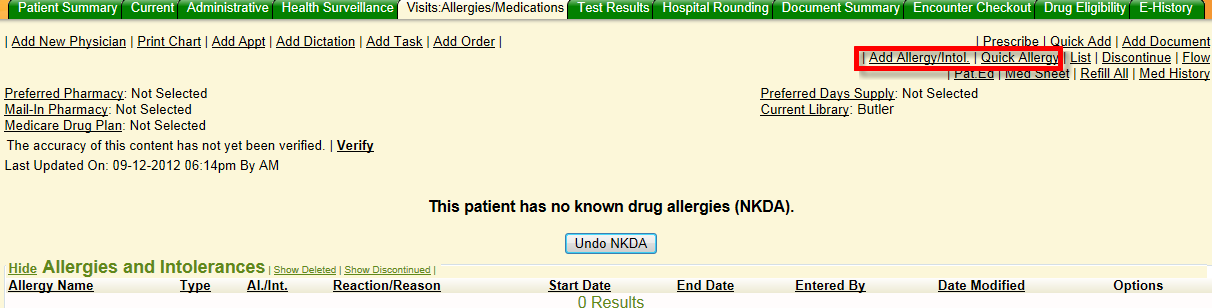 Patient Summary Current Administrative Health Surveillance Visits:Allergies/Medications Test Results Hospital Rounding Document Summary Encounter Checkout Drug Eligibility E-History
| Add New Physician | Print Chart | Add Appt | Add Dictation | Add Task | Add Order | | Prescribe | Quick Add | Add Document
| Add Allergy/Intol. | Quick Allergy | List | Discontinue | Flow
| Pat.Ed | Med Sheet | Refill All | Med History
Preferred Pharmacy: Not Selected Preferred Days Supply: Not Selected
Mail-In Pharmacy: Not Selected Current Library: Butler
Medicare Drug Plan: Not Selected
The accuracy of this content has not yet been verified. | Verify
Last Updated On: 09-12-2012 06:14pm By AM
This patient has no known drug allergies (NKDA).
Undo NKDA
Hide Allergies and Intolerances | Show Deleted | Show Discontinued |
Allergy Name Type Al./Int. Reaction/Reason Start Date End Date Entered By Date Modified Options
0 Results